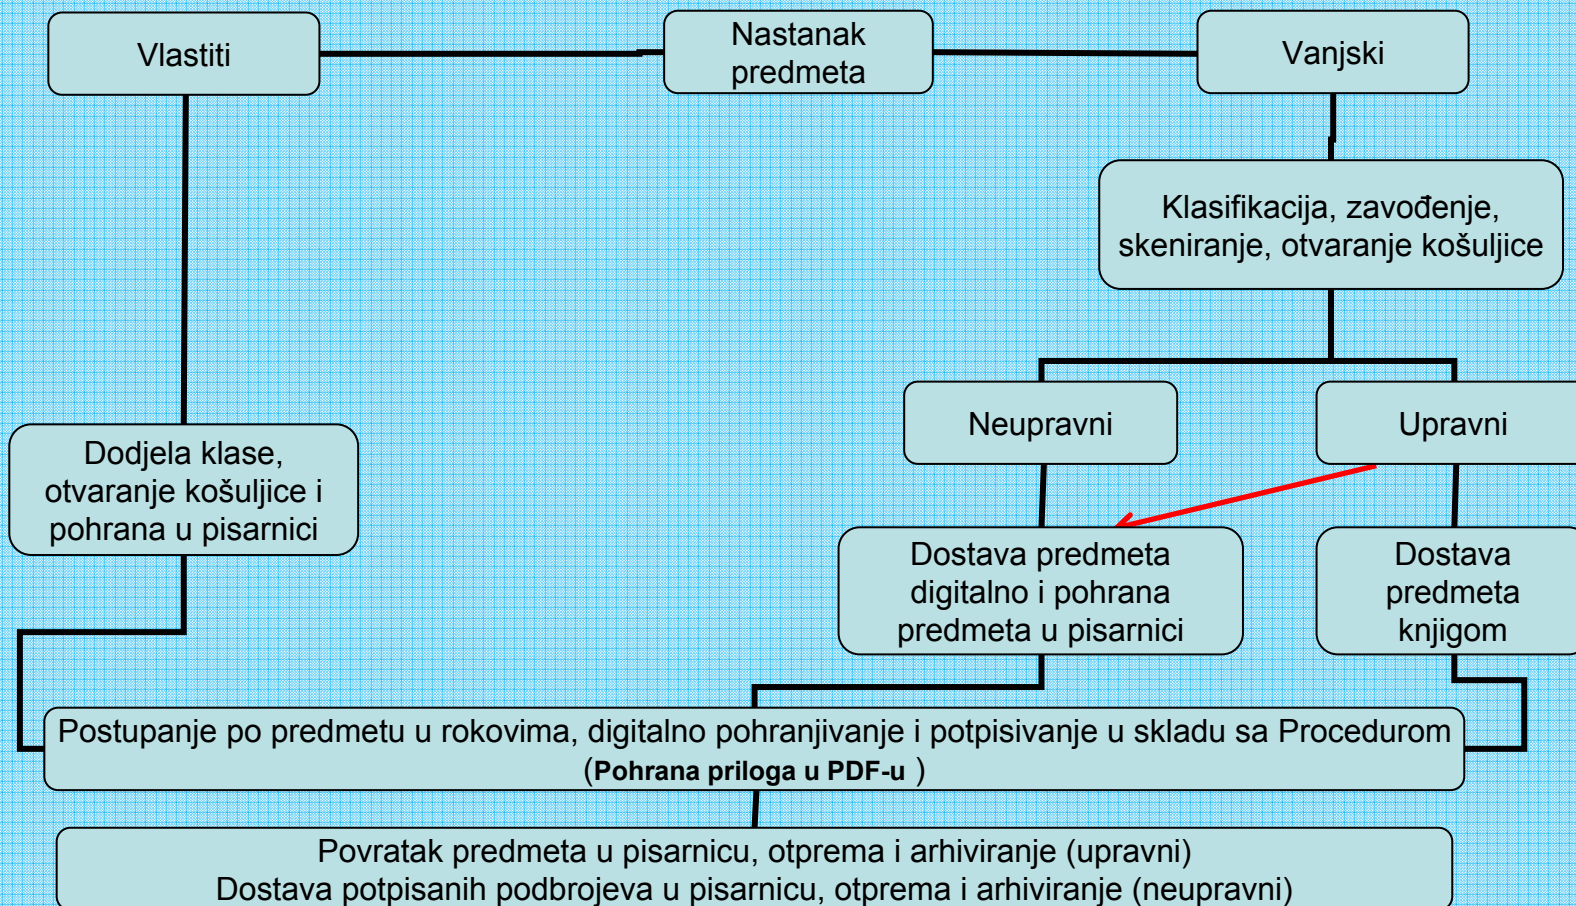 Vlastiti
Nastanak
predmeta
Vanjski
Klasifikacija, zavođenje,
skeniranje, otvaranje košuljice
Neupravni
Upravni
Dodjela klase,
otvaranje košuljice i
pohrana u pisarnici
Dostava predmeta
digitalno i pohrana
predmeta u pisarnici
Dostava
predmeta
knjigom
Postupanje po predmetu u rokovima, digitalno pohranjivanje i potpisivanje u skladu sa Procedurom
(Pohrana priloga u PDF-u )
Povratak predmeta u pisarnicu, otprema i arhiviranje (upravni)
Dostava potpisanih podbrojeva u pisarnicu, otprema i arhiviranje (neupravni)